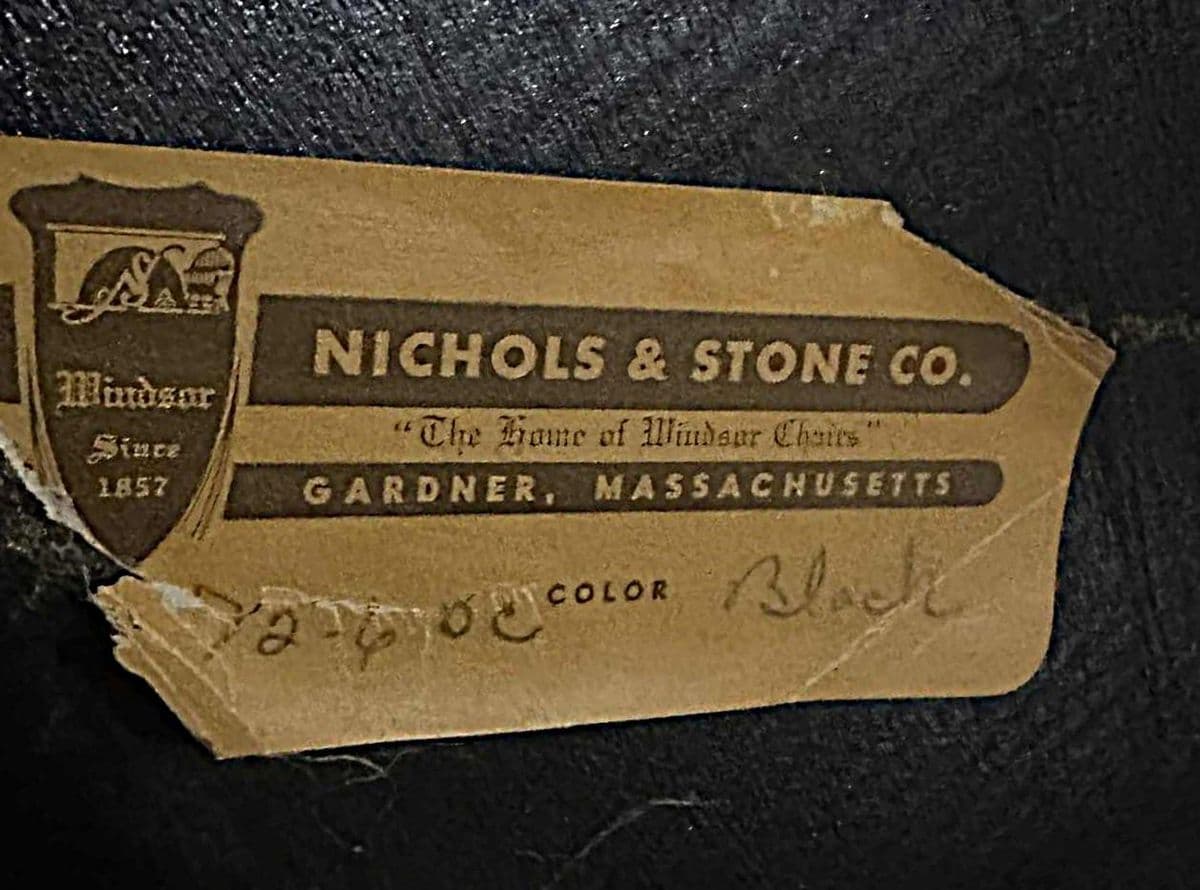 Windsor
Since
1857
NICHOLS & STONE CO.
"The Home of Windsor Chairs"
GARDNER, MASSACHUSETTS
COLOR Black